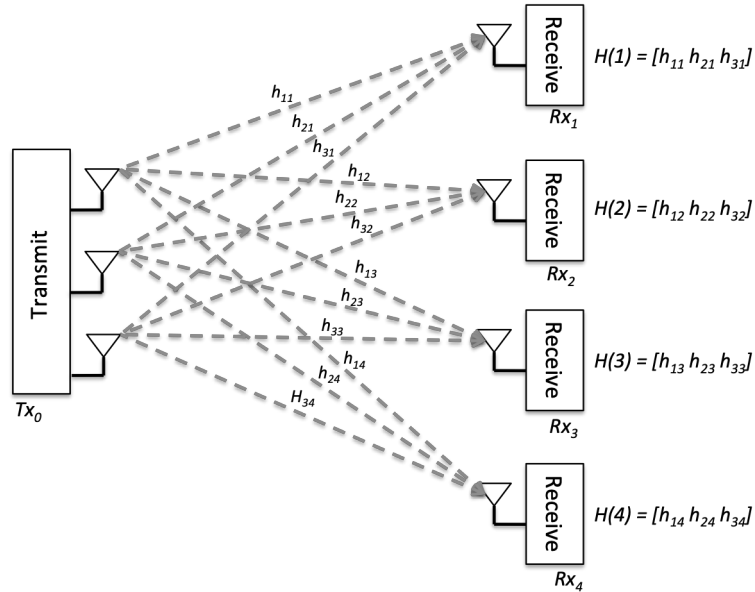 Receive
H(1) = [h11 h21 h31]
Rx1
h11
h21
h31
Transmit
h12
h22
h32
Receive
H(2) = [h12 h22 h32]
Rx2
h13
h23
h33
h14
h24
H34
Receive
H(3) = [h13 h23 h33]
Rx3
Tx0
Receive
H(4) = [h14 h24 h34]
Rx4